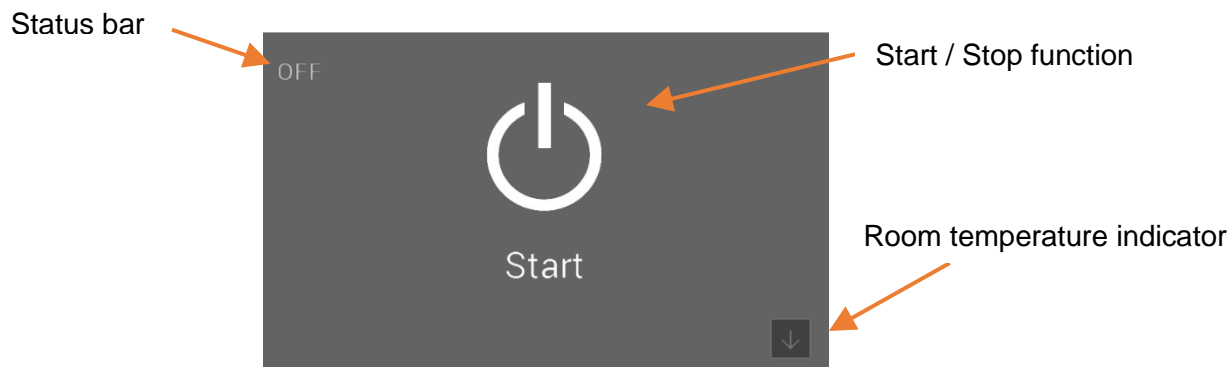 Status bar
Start / Stop function
OFF
Room temperature indicator
Start